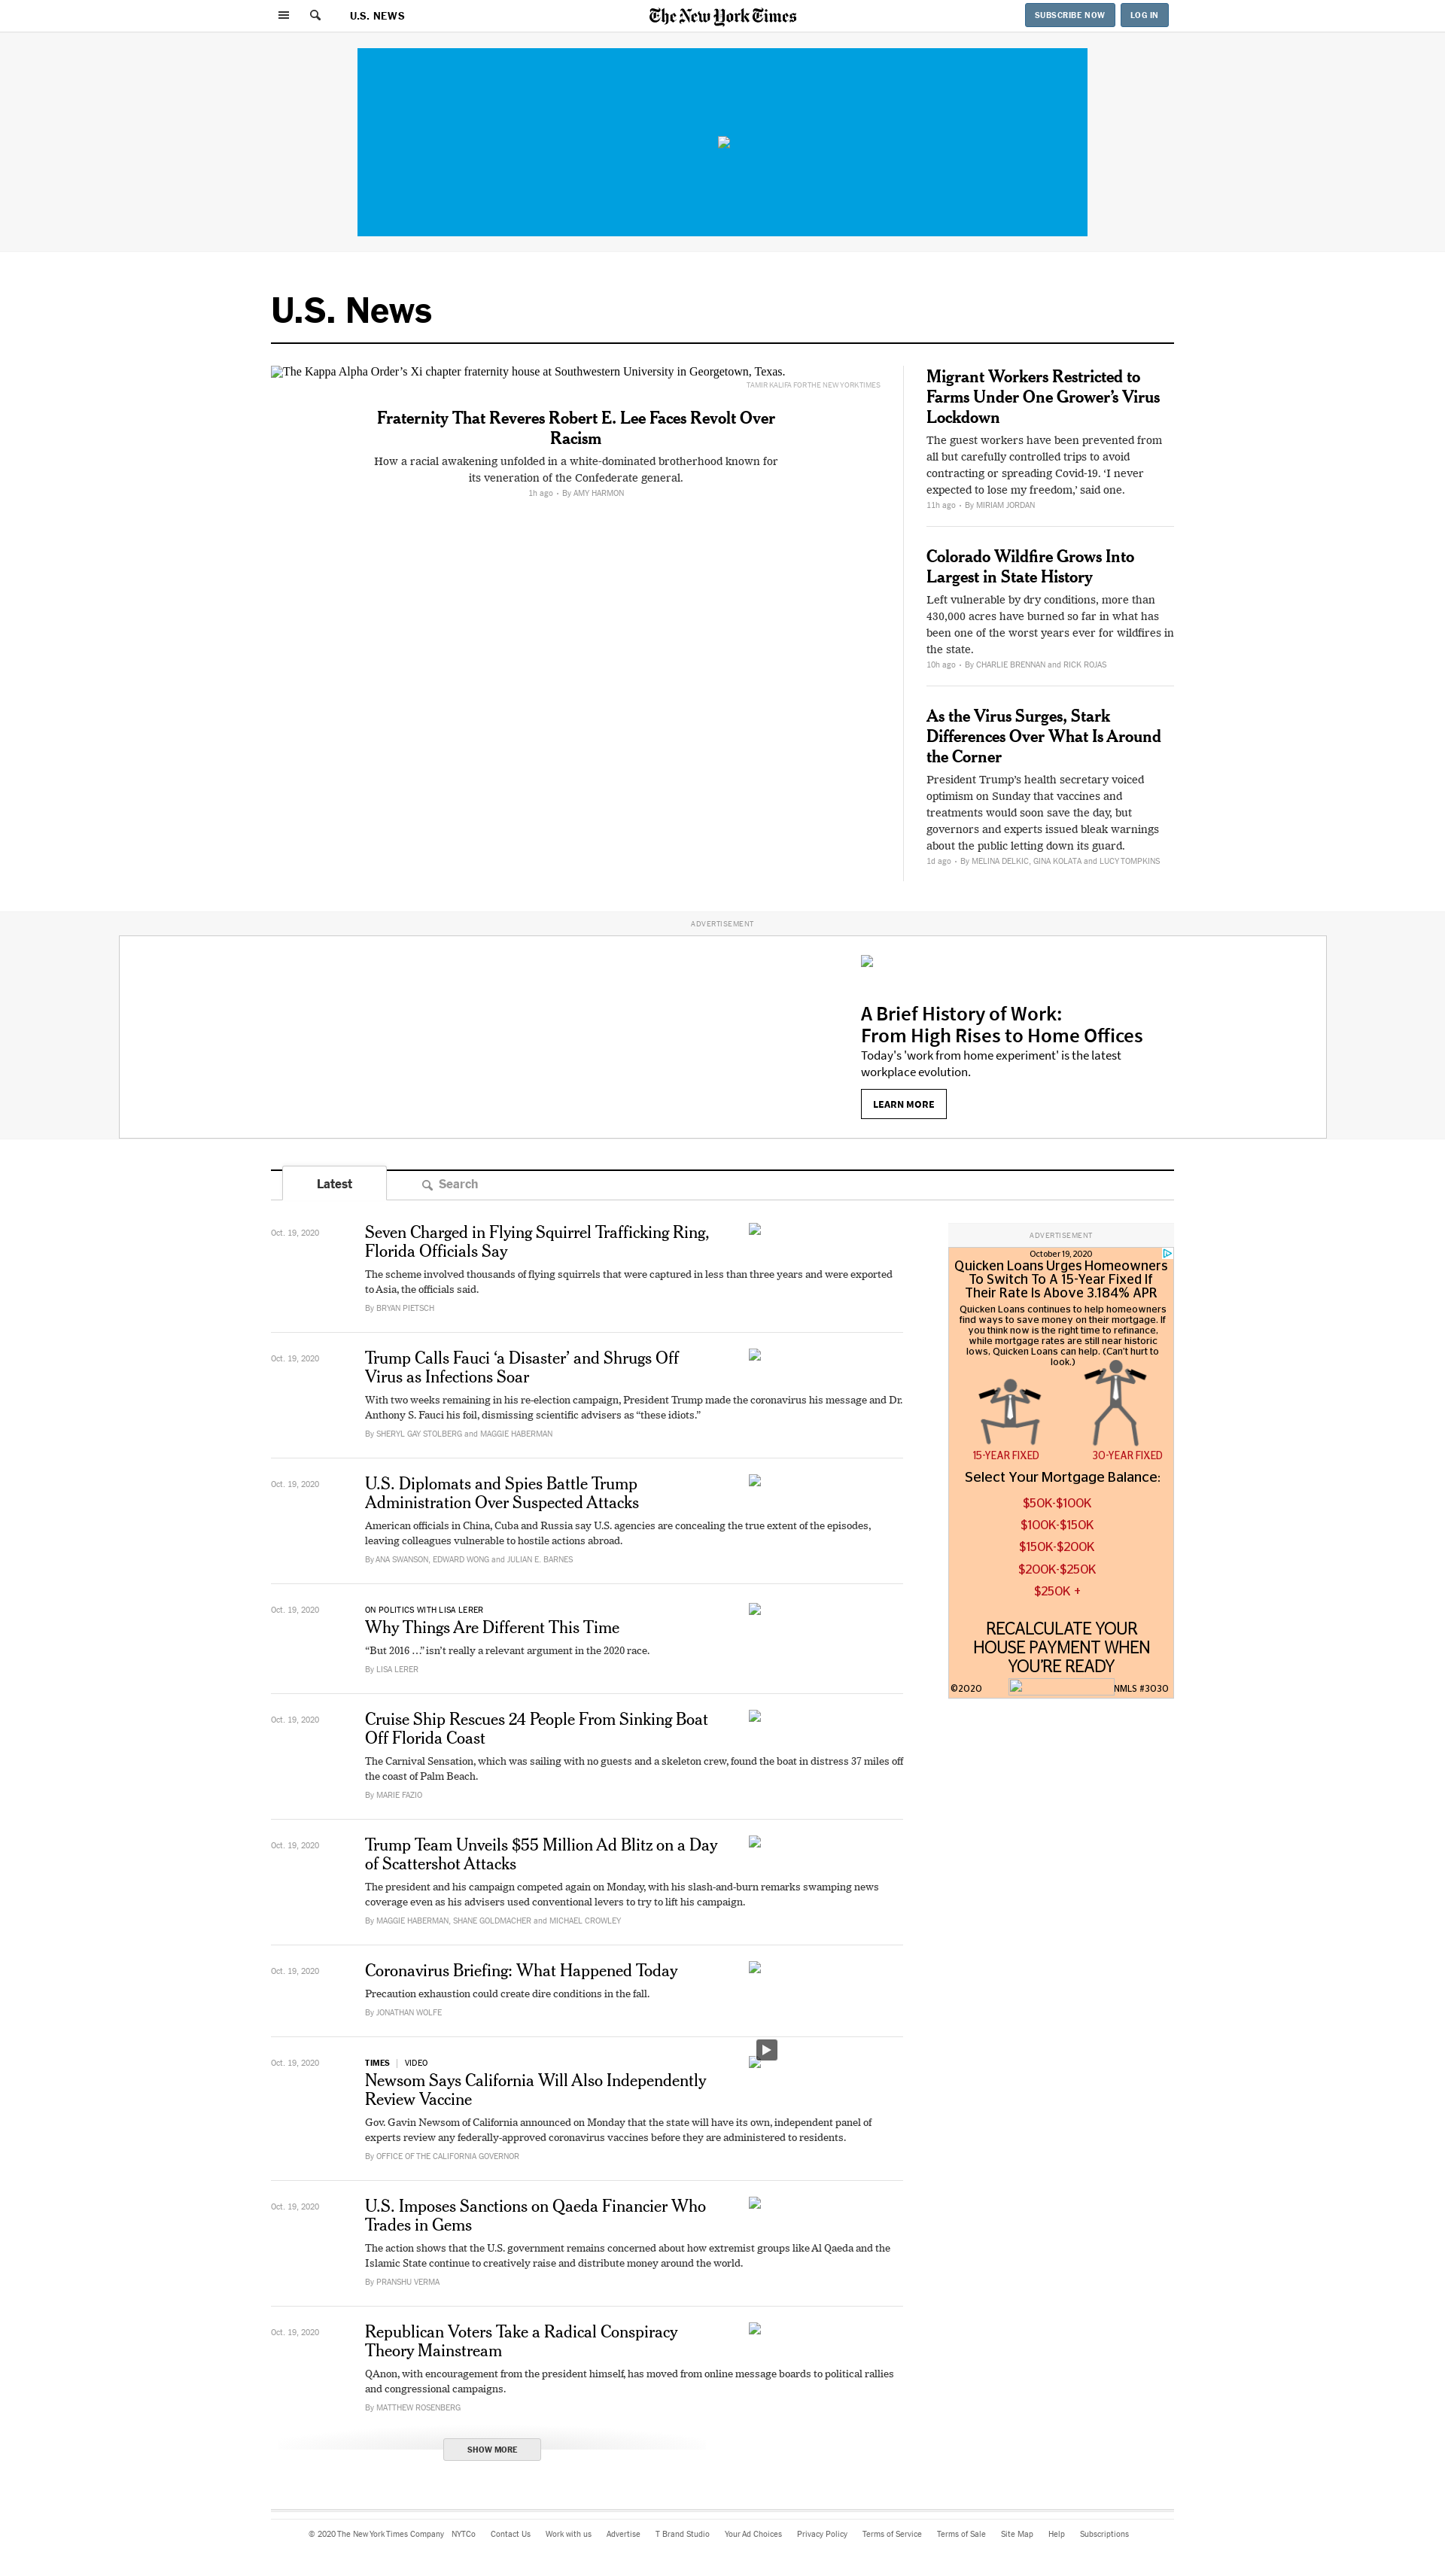 U.S. NEWS
The New York Times
SUBSCRIBE NOW
LOG IN
U.S. News
The Kappa Alpha Order’s Xi chapter fraternity house at Southwestern University in Georgetown, Texas.
TAMIR KALIFA FOR THE NEW YORK TIMES
Fraternity That Reveres Robert E. Lee Faces Revolt Over
Racism
How a racial awakening unfolded in a white-dominated brotherhood known for
its veneration of the Confederate general.
1h ago • By AMY HARMON
Migrant Workers Restricted to
Farms Under One Grower’s Virus
Lockdown
The guest workers have been prevented from
all but carefully controlled trips to avoid
contracting or spreading Covid-19. ‘I never
expected to lose my freedom,’ said one.
11h ago • By MIRIAM JORDAN
Colorado Wildfire Grows Into
Largest in State History
Left vulnerable by dry conditions, more than
430,000 acres have burned so far in what has
been one of the worst years ever for wildfires in
the state.
10h ago • By CHARLIE BRENNAN and RICK ROJAS
As the Virus Surges, Stark
Differences Over What Is Around
the Corner
President Trump’s health secretary voiced
optimism on Sunday that vaccines and
treatments would soon save the day, but
governors and experts issued bleak warnings
about the public letting down its guard.
1d ago • By MELINA DELKIC, GINA KOLATA and LUCY TOMPKINS
ADVERTISEMENT
A Brief History of Work:
From High Rises to Home Offices
Today's 'work from home experiment' is the latest
workplace evolution.
LEARN MORE
Latest
Search
Oct. 19, 2020
Seven Charged in Flying Squirrel Trafficking Ring,
Florida Officials Say
The scheme involved thousands of flying squirrels that were captured in less than three years and were exported
to Asia, the officials said.
By BRYAN PIETSCH
Oct. 19, 2020
Trump Calls Fauci ‘a Disaster’ and Shrugs Off
Virus as Infections Soar
With two weeks remaining in his re-election campaign, President Trump made the coronavirus his message and Dr.
Anthony S. Fauci his foil, dismissing scientific advisers as “these idiots.”
By SHERYL GAY STOLBERG and MAGGIE HABERMAN
Oct. 19, 2020
U.S. Diplomats and Spies Battle Trump
Administration Over Suspected Attacks
American officials in China, Cuba and Russia say U.S. agencies are concealing the true extent of the episodes,
leaving colleagues vulnerable to hostile actions abroad.
By ANA SWANSON, EDWARD WONG and JULIAN E. BARNES
Oct. 19, 2020
ON POLITICS WITH LISA LERER
Why Things Are Different This Time
“But 2016 …” isn’t really a relevant argument in the 2020 race.
By LISA LERER
Oct. 19, 2020
Cruise Ship Rescues 24 People From Sinking Boat
Off Florida Coast
The Carnival Sensation, which was sailing with no guests and a skeleton crew, found the boat in distress 37 miles off
the coast of Palm Beach.
By MARIE FAZIO
Oct. 19, 2020
Trump Team Unveils $55 Million Ad Blitz on a Day
of Scattershot Attacks
The president and his campaign competed again on Monday, with his slash-and-burn remarks swamping news
coverage even as his advisers used conventional levers to try to lift his campaign.
By MAGGIE HABERMAN, SHANE GOLDMACHER and MICHAEL CROWLEY
Oct. 19, 2020
Coronavirus Briefing: What Happened Today
Precaution exhaustion could create dire conditions in the fall.
By JONATHAN WOLFE
Oct. 19, 2020
TIMES | VIDEO
Newsom Says California Will Also Independently
Review Vaccine
Gov. Gavin Newsom of California announced on Monday that the state will have its own, independent panel of
experts review any federally-approved coronavirus vaccines before they are administered to residents.
By OFFICE OF THE CALIFORNIA GOVERNOR
Oct. 19, 2020
U.S. Imposes Sanctions on Qaeda Financier Who
Trades in Gems
The action shows that the U.S. government remains concerned about how extremist groups like Al Qaeda and the
Islamic State continue to creatively raise and distribute money around the world.
By PRANSHU VERMA
Oct. 19, 2020
Republican Voters Take a Radical Conspiracy
Theory Mainstream
QAnon, with encouragement from the president himself, has moved from online message boards to political rallies
and congressional campaigns.
By MATTHEW ROSENBERG
SHOW MORE
ADVERTISEMENT
October 19, 2020
Quicken Loans Urges Homeowners
To Switch To A 15-Year Fixed If
Their Rate Is Above 3.184% APR
Quicken Loans continues to help homeowners
find ways to save money on their mortgage. If
you think now is the right time to refinance,
while mortgage rates are still near historic
lows, Quicken Loans can help. (Can't hurt to
look.)
15-YEAR FIXED
30-YEAR FIXED
Select Your Mortgage Balance:
$50K-$100K
$100K-$150K
$150K-$200K
$200K-$250K
$250K +
RECALCULATE YOUR
HOUSE PAYMENT WHEN
YOU'RE READY
©2020
NMLS #3030
© 2020 The New York Times Company NYTCo Contact Us Work with us Advertise T Brand Studio Your Ad Choices Privacy Policy Terms of Service Terms of Sale Site Map Help Subscriptions